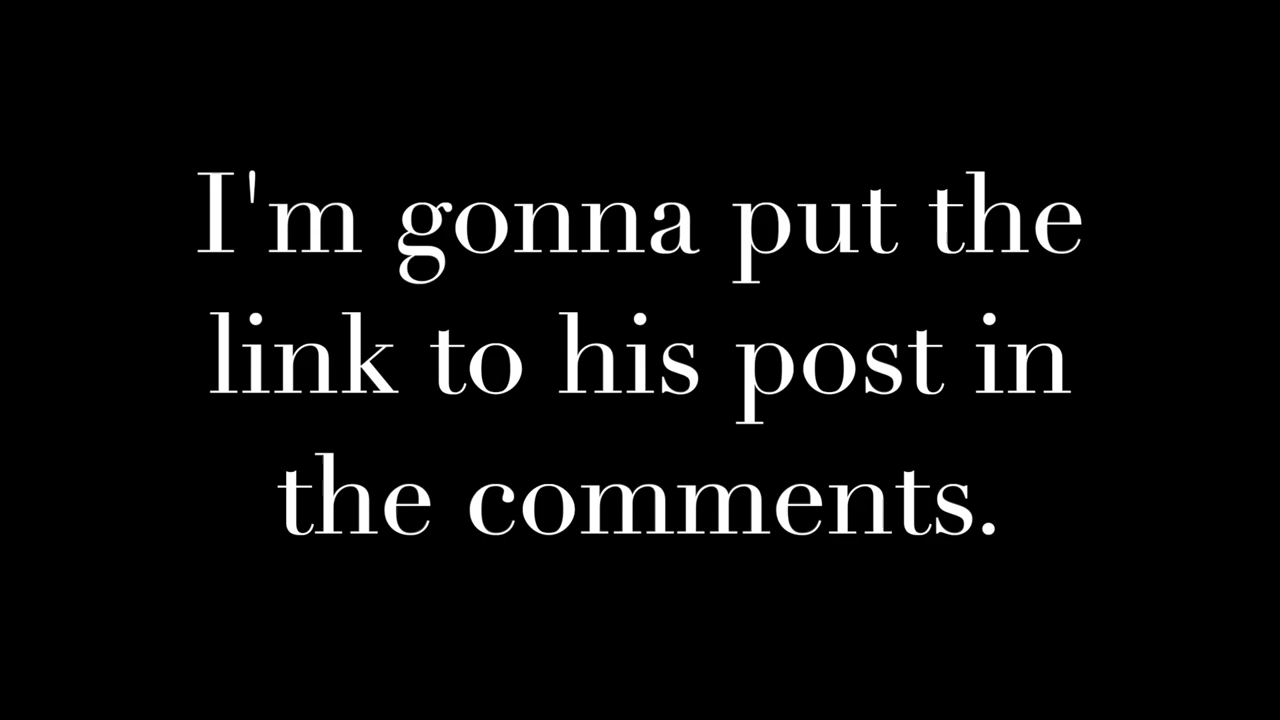 I'm gonna put the
link to his post in
the comments.